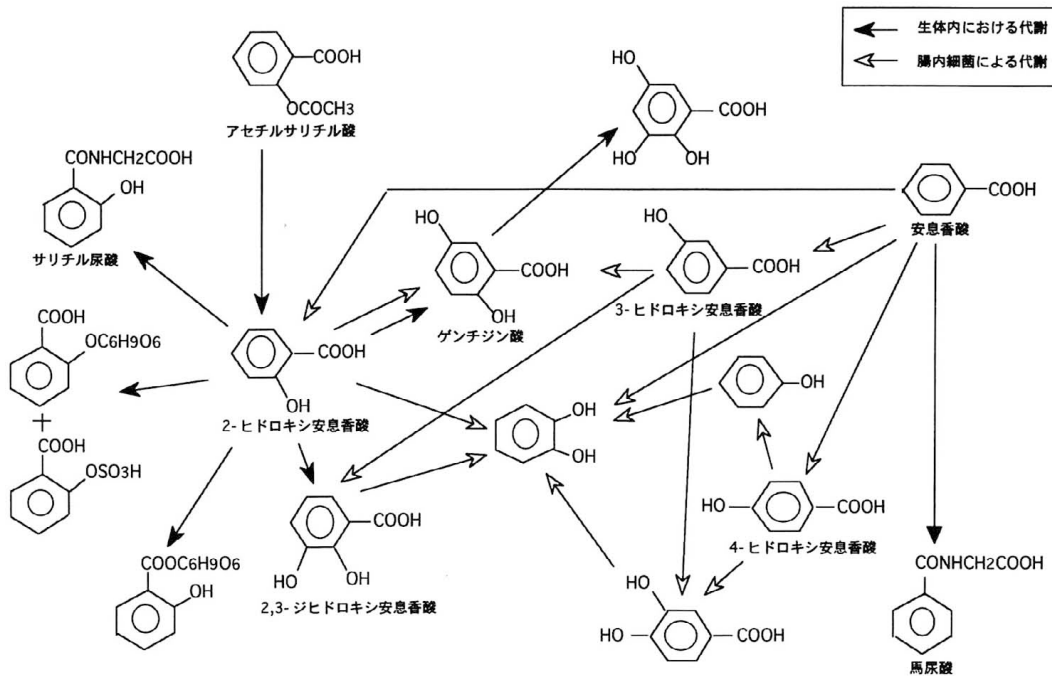 生体内における代謝
腸内細菌による代謝
COOH
OCOCH3
アセチルサリチル酸
HO
COOH
HO
OH
CONHCH2COOH
OH
サリチル尿酸
COOH
安息香酸
HO
COOH
OH
ゲンチジン酸
HO
COOH
3-ヒドロキシ安息香酸
COOH
OC6H9O6
+
COOH
OSO3H
COOH
OH
2-ヒドロキシ安息香酸
OH
OH
OH
HO
COOH
4-ヒドロキシ安息香酸
COOH
HO
OH
2,3-ジヒドロキシ安息香酸
COOC6H9O6
OH
HO
HO
COOH
CONHCH2COOH
馬尿酸